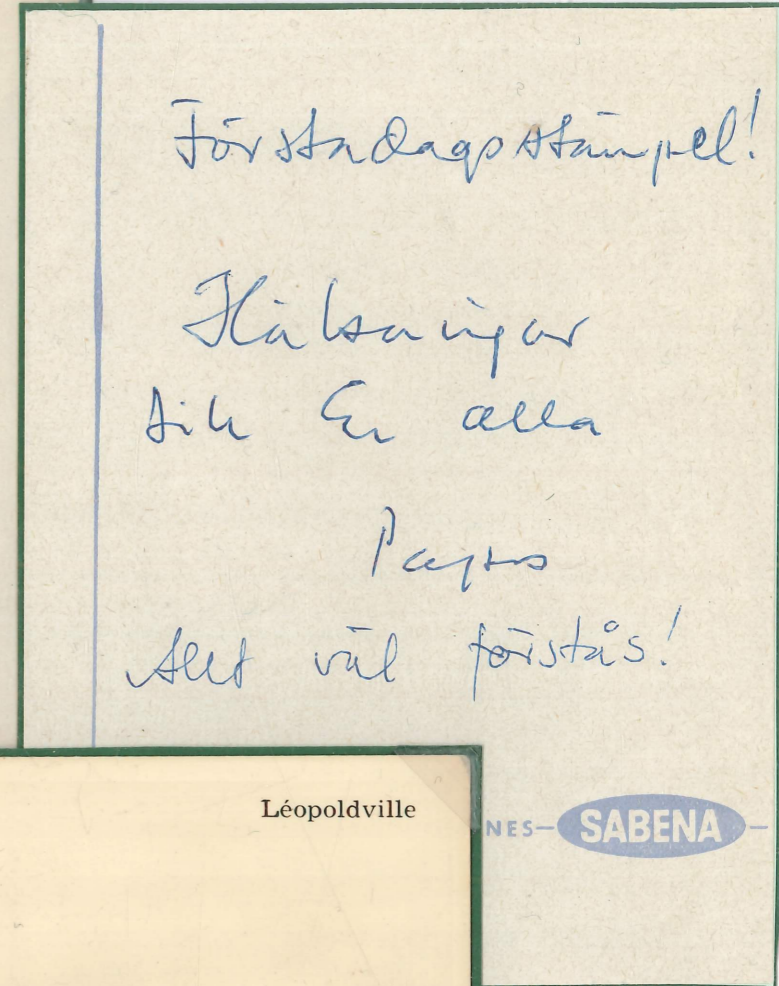 Förstadagsstämpel!
Hälsningar
till Er alla
Pappa
Allt väl förstås!
Léopoldville
NES– SABENA –